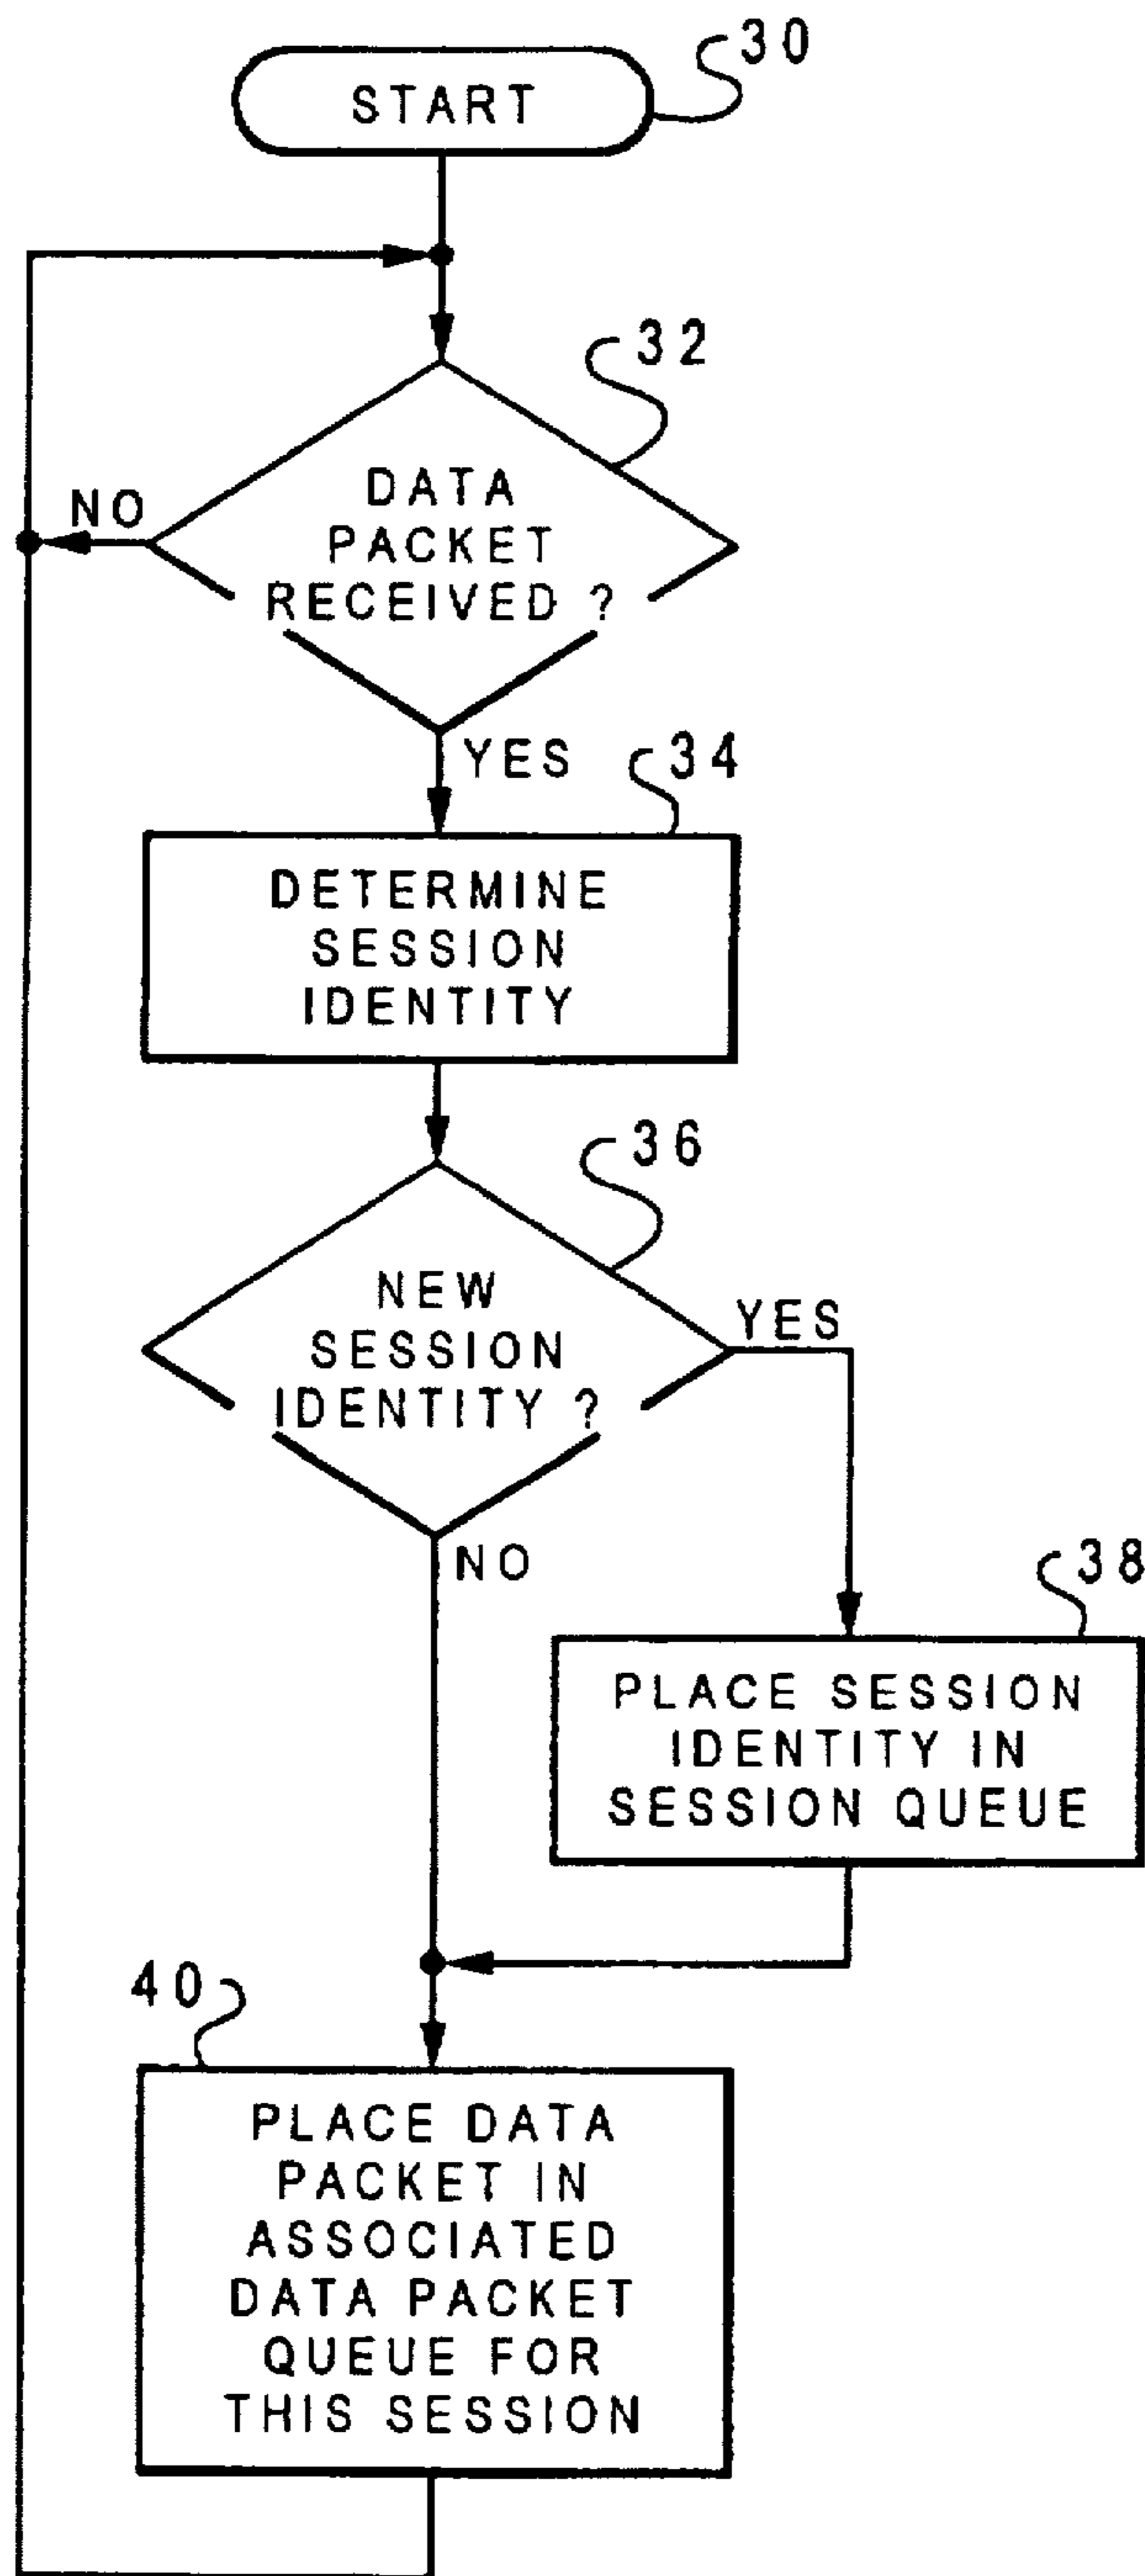 30
START
32
DATA
PACKET
RECEIVED ?
NO
YES
34
DETERMINE
SESSION
IDENTITY
36
NEW
SESSION
IDENTITY ?
YES
NO
38
PLACE SESSION
IDENTITY IN
SESSION QUEUE
40
PLACE DATA
PACKET IN
ASSOCIATED
DATA PACKET
QUEUE FOR
THIS SESSION